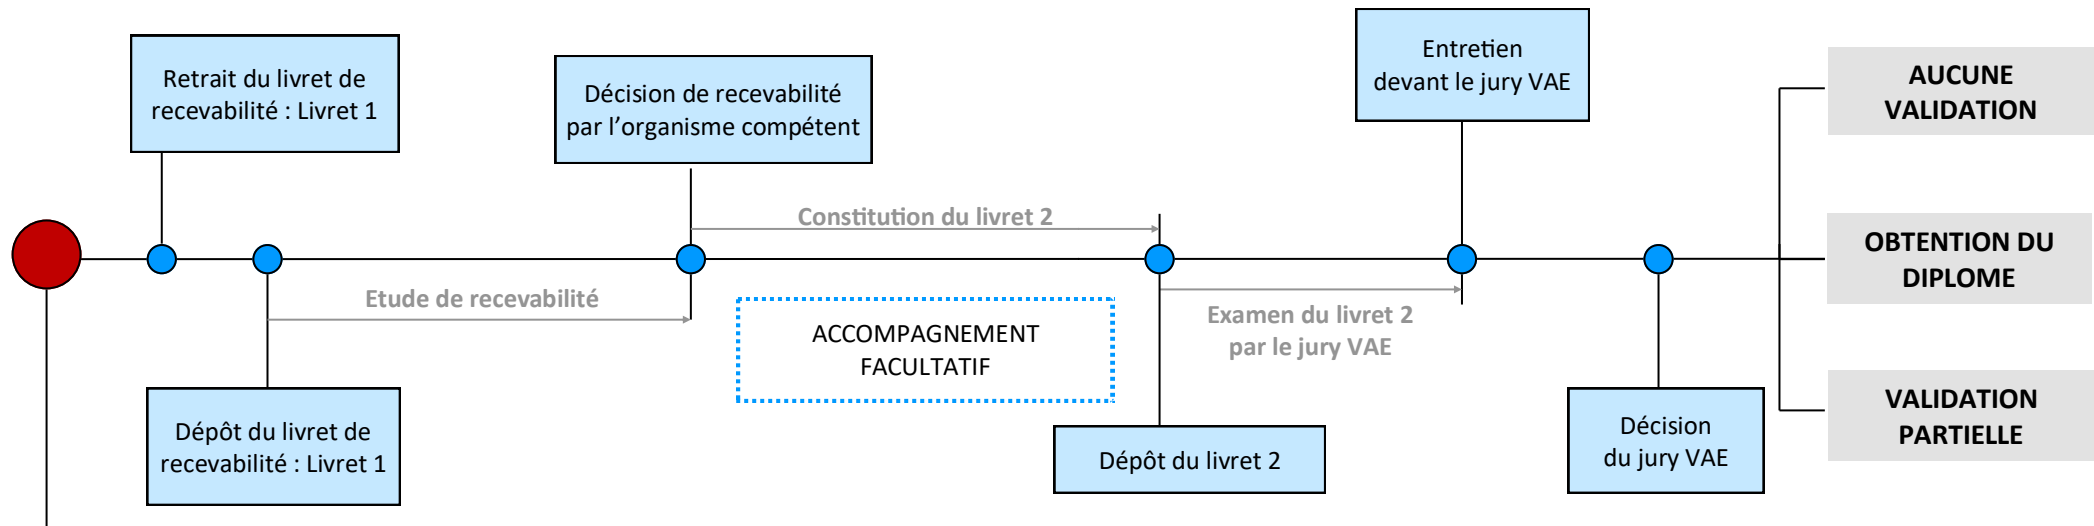 Retrait du livret de
recevabilité : Livret 1
Décision de recevabilité
par l’organisme compétent
Entretien
devant le jury VAE
AUCUNE
VALIDATION
Constitution du livret 2
OBTENTION DU
DIPLOME
Etude de recevabilité
ACCOMPAGNEMENT
FACULTATIF
Examen du livret 2
par le jury VAE
Dépôt du livret de
recevabilité : Livret 1
Dépôt du livret 2
Décision
du jury VAE
VALIDATION
PARTIELLE